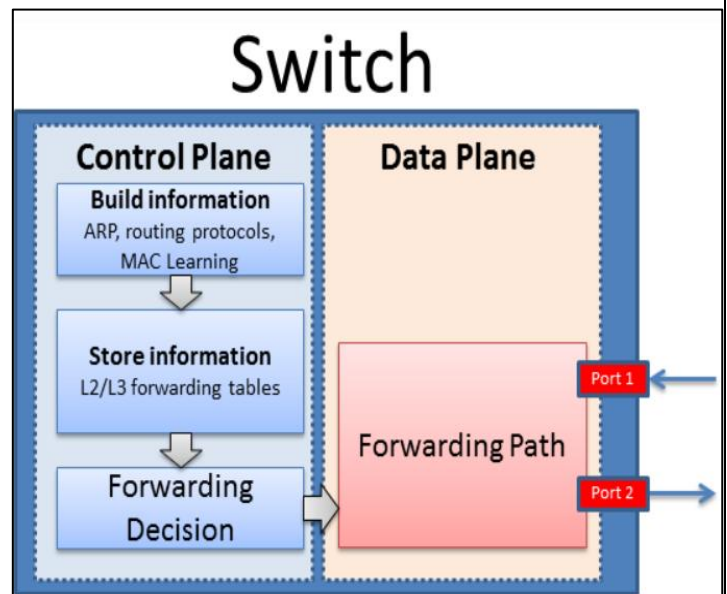 Switch
Control Plane
Build information
ARP, routing protocols,
MAC Learning
Store information
L2/L3 forwarding tables
Forwarding
Decision
Data Plane
Forwarding Path
Port 1
Port 2